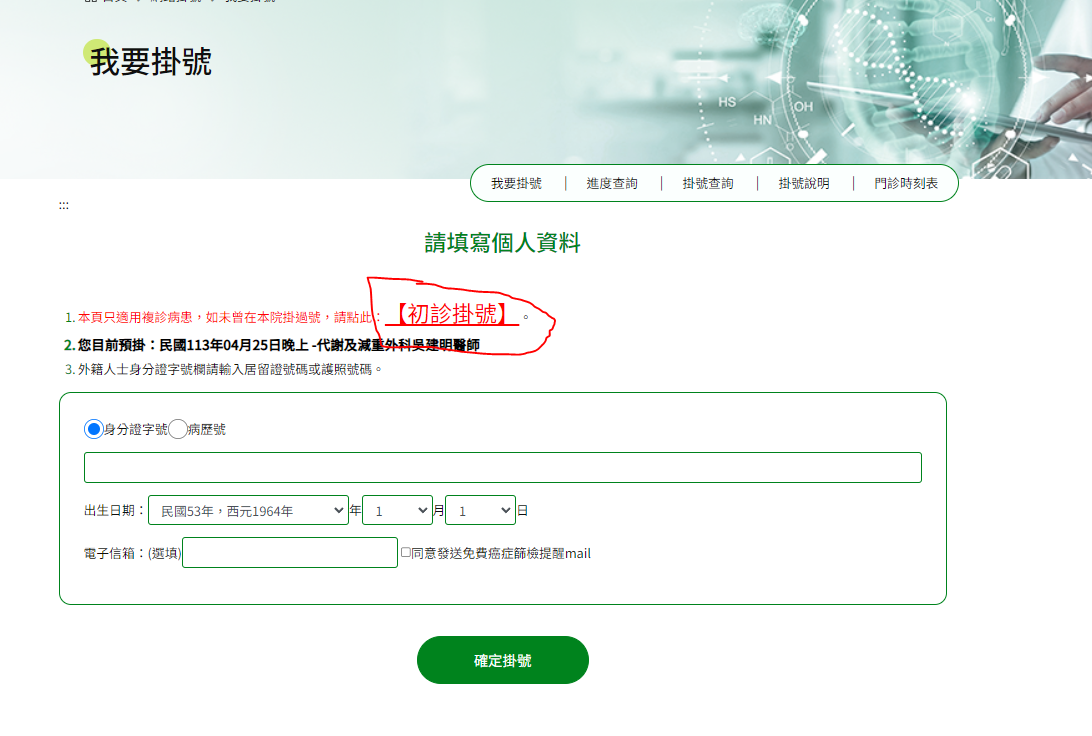 我要掛號
HS
OH
HN
我要掛號 | 進度查詢 | 掛號查詢 | 掛號說明 | 門診時刻表
:::
請填寫個人資料
1. 本頁只適用複診病患，如未曾在本院掛過號，請點此：【初診掛號】。
2. 您目前預掛：民國113年04月25日晚上 -代謝及減重外科吳建明醫師
3. 外籍人士身分證字號欄請輸入居留證號碼或護照號碼。
身分證字號 病歷號
出生日期： 民國53年，西元1964年 年 1 月 1 日
電子信箱：(選填) 同意發送免費癌症篩檢提醒mail
確定掛號